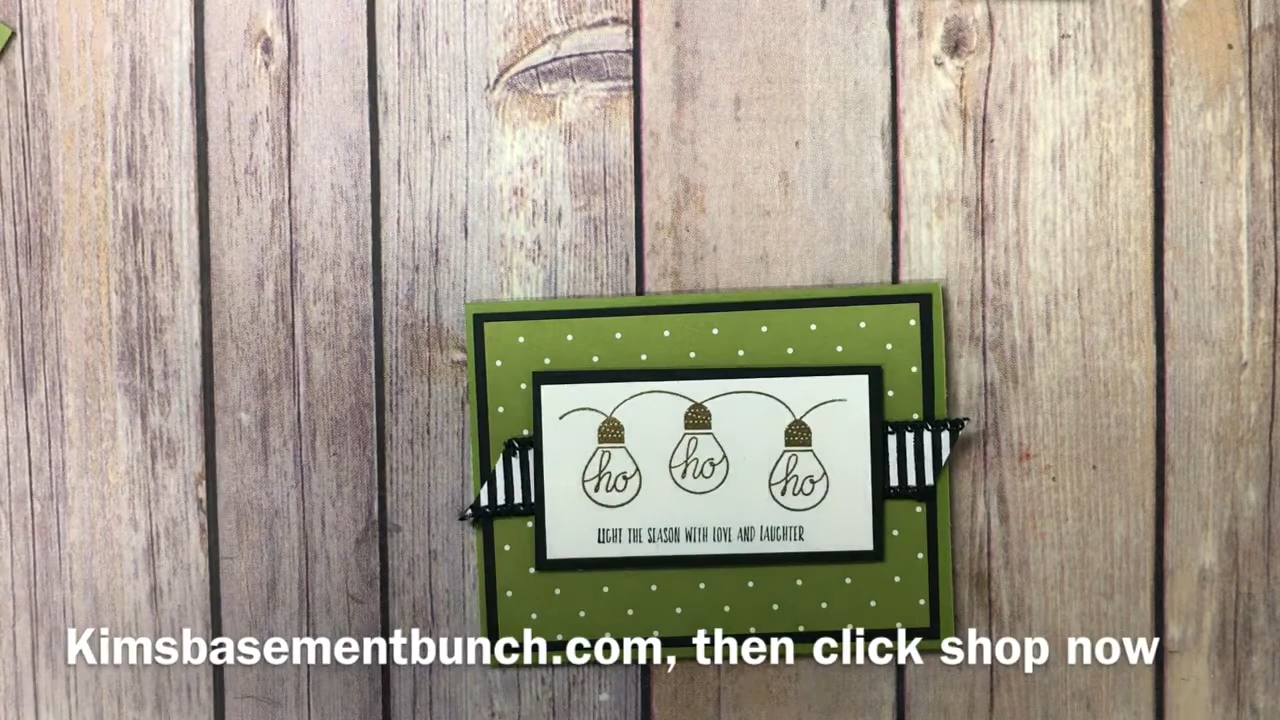 ho
ho
ho
LIGHT THE SEASON WITH LOVE AND LAUGHTER
Kimsbasementbunch.com, then click shop now